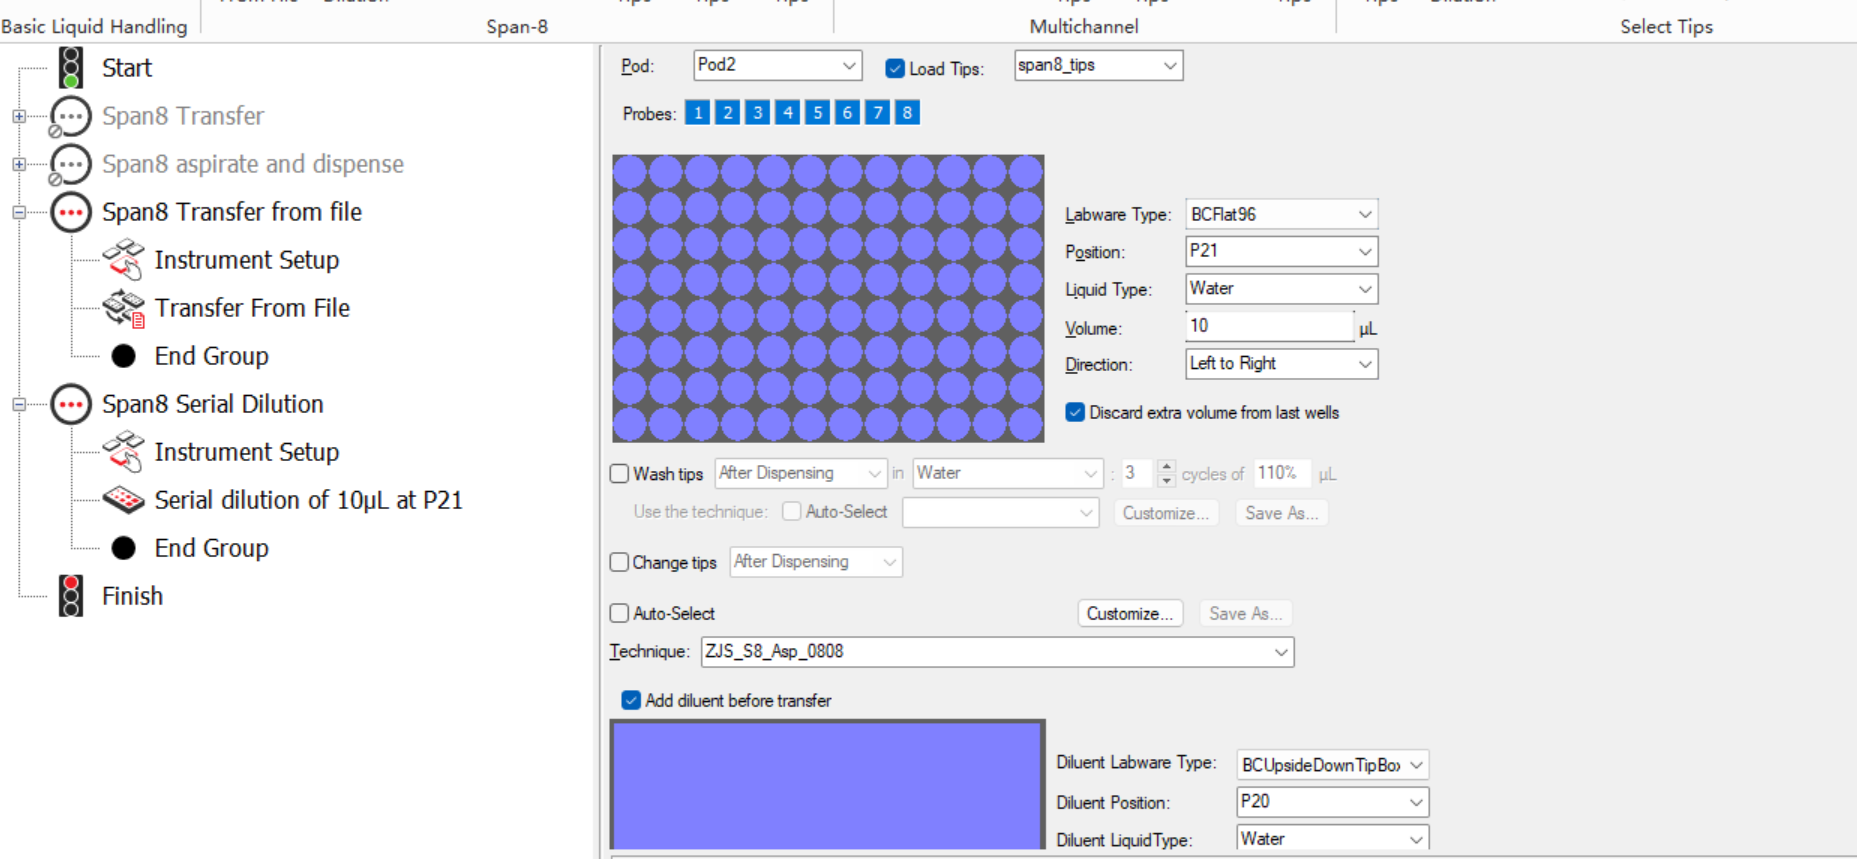 Basic Liquid Handling
Span-8
Multichannel
Select Tips
Start
Span8 Transfer
Span8 aspirate and dispense
Span8 Transfer from file
Instrument Setup
Transfer From File
End Group
Span8 Serial Dilution
Instrument Setup
Serial dilution of 10µL at P21
End Group
Finish
Pod: Pod2 Load Tips: span8_tips
Probes: 1 2 3 4 5 6 7 8
Labware Type: BCFlat96
Position: P21
Liquid Type: Water
Volume: 10 µL
Direction: Left to Right
Discard extra volume from last wells
Wash tips After Dispensing in Water : 3 cycles of 110% µL
Use the technique: Auto-Select Customize... Save As...
Change tips After Dispensing
Auto-Select Customize... Save As...
Technique: ZJS_S8_Asp_0808
Add diluent before transfer
Diluent Labware Type: BCUpsideDownTipBo
Diluent Position: P20
Diluent LiquidType: Water